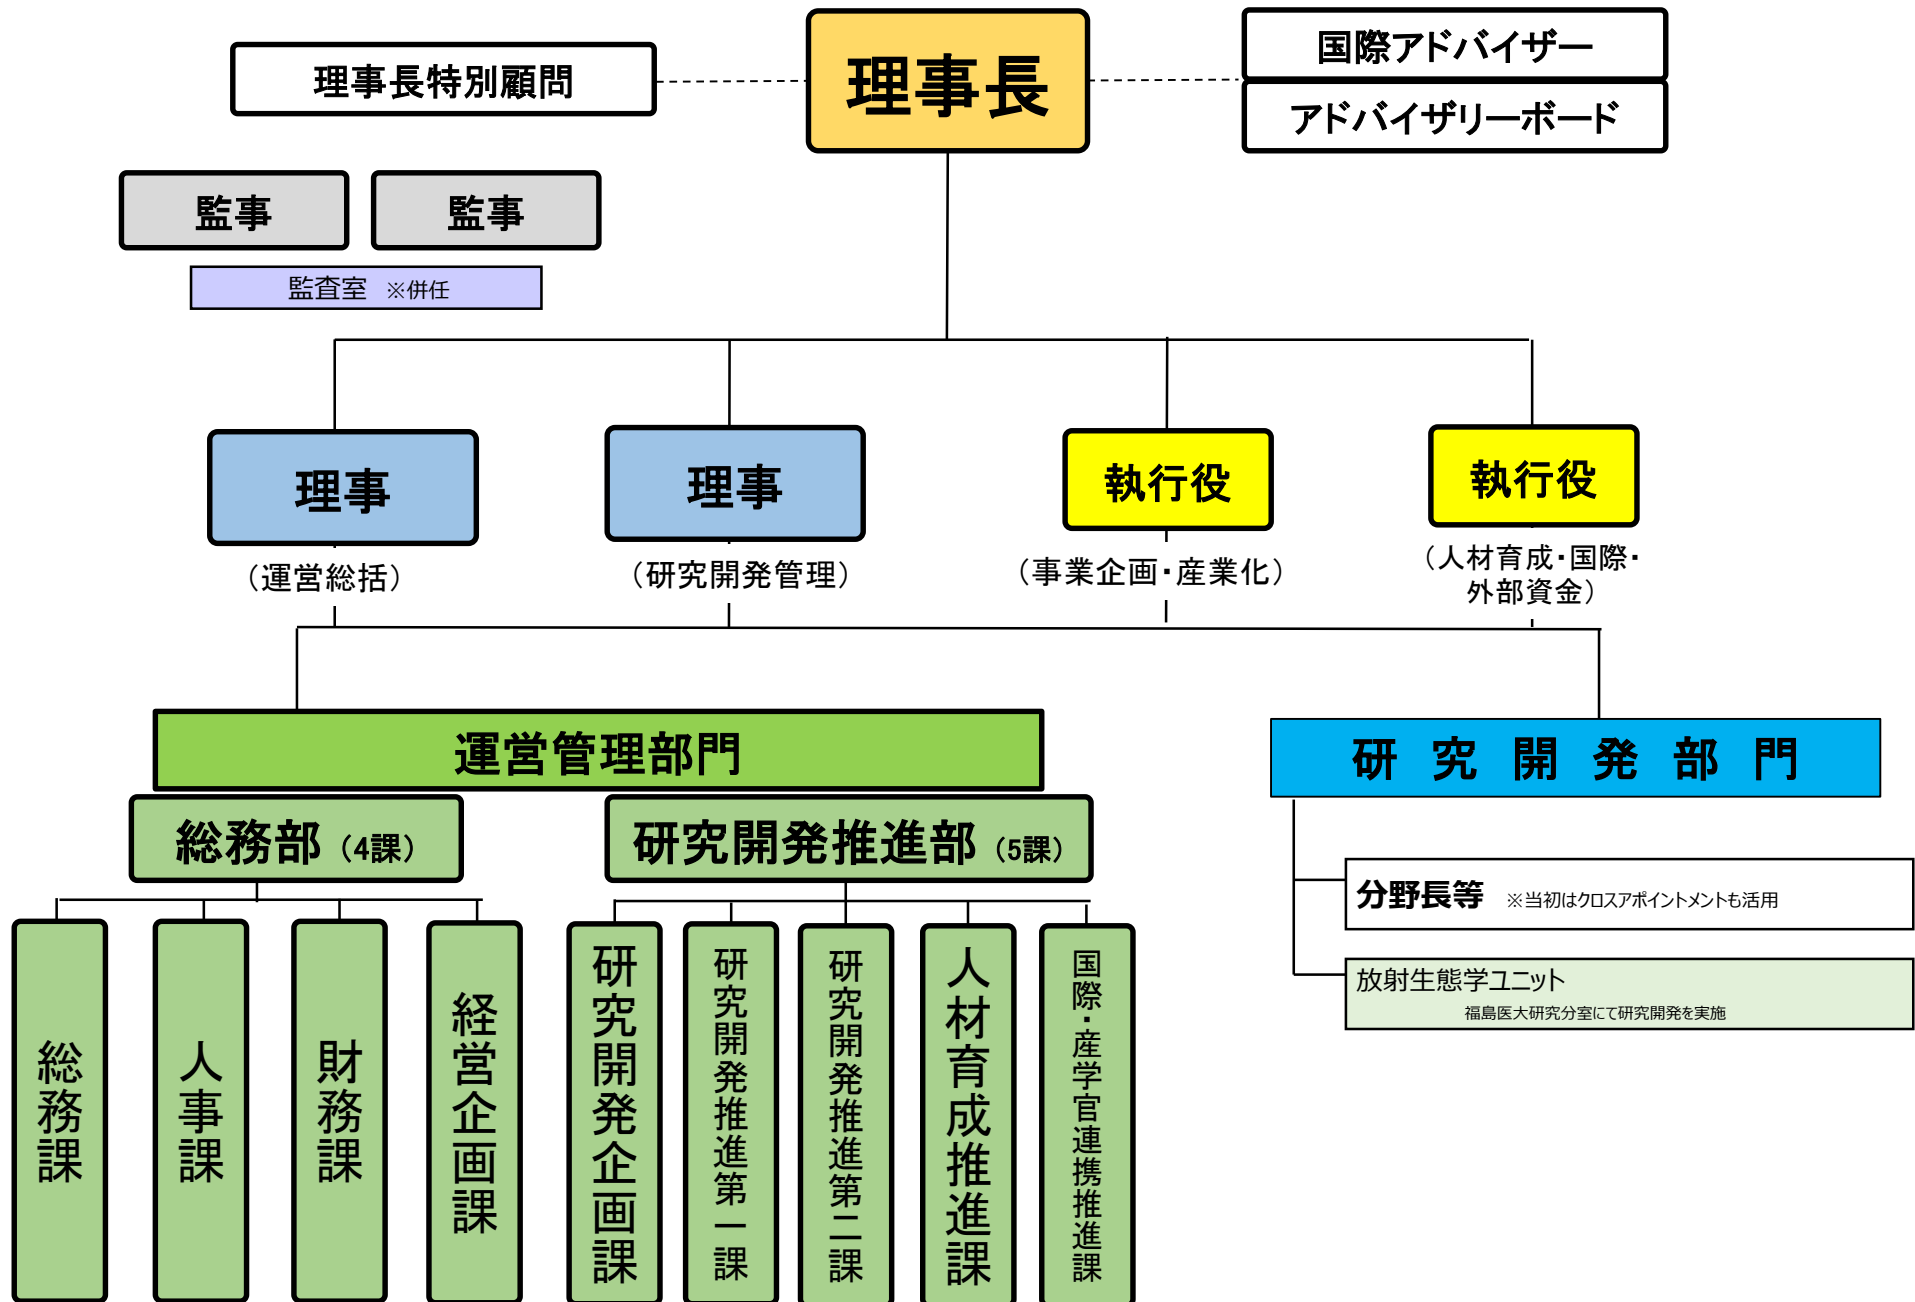 理事長特別顧問
理事長
国際アドバイザー
アドバイザリーボード
監事
監事
監査室 ※併任
理事
理事
執行役
執行役
（運営総括）
（研究開発管理）
（事業企画・産業化）
（人材育成・国際・
外部資金）
運営管理部門
研究開発部門
総務部（4課）
研究開発推進部（5課）
分野長等 ※当初はクロスアポイントメントも活用
放射生態学ユニット
福島医大研究分室にて研究開発を実施
総務課
人事課
財務課
経営企画課
研究開発企画課
研究開発推進第一課
研究開発推進第二課
人材育成推進課
国際・産学官連携推進課